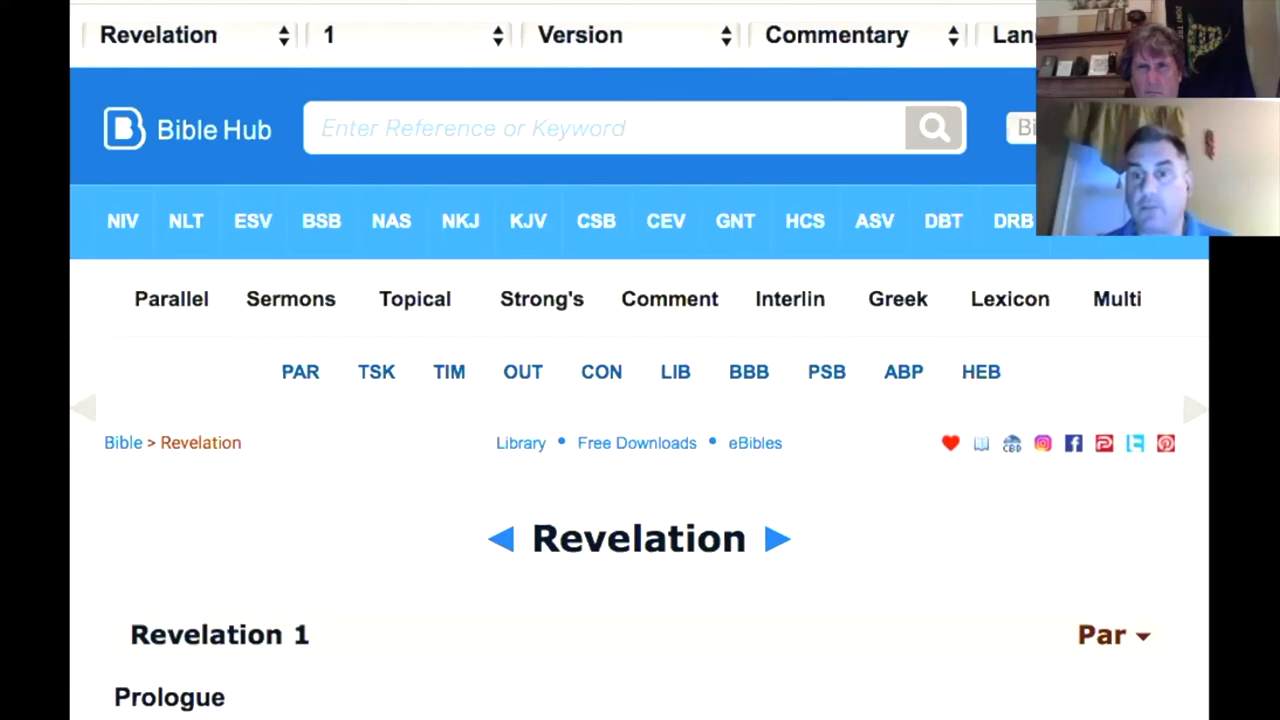 Revelation 1 Version Commentary Lan
Bible Hub Enter Reference or Keyword Bi
NIV NLT ESV BSB NAS NKJ KJV CSB CEV GNT HCS ASV DBT DRB
Parallel Sermons Topical Strong's Comment Interlin Greek Lexicon Multi
PAR TSK TIM OUT CON LIB BBB PSB ABP HEB
Bible > Revelation Library • Free Downloads • eBibles
Revelation
Revelation 1 Par
Prologue